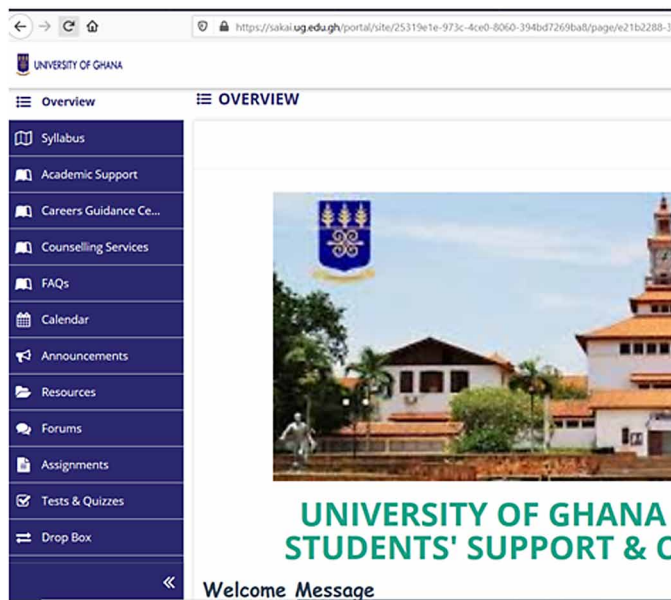 https://sakai.ug.edu.gh/portal/site/25319e1e-973c-4ce0-8060-394bd7269ba8/page/e21b2288-3
UNIVERSITY OF GHANA
Overview
OVERVIEW
Syllabus
Academic Support
Careers Guidance Ce...
Counselling Services
FAQs
Calendar
Announcements
Resources
Forums
Assignments
Tests & Quizzes
Drop Box
UNIVERSITY OF GHANA
STUDENTS' SUPPORT &
Welcome Message